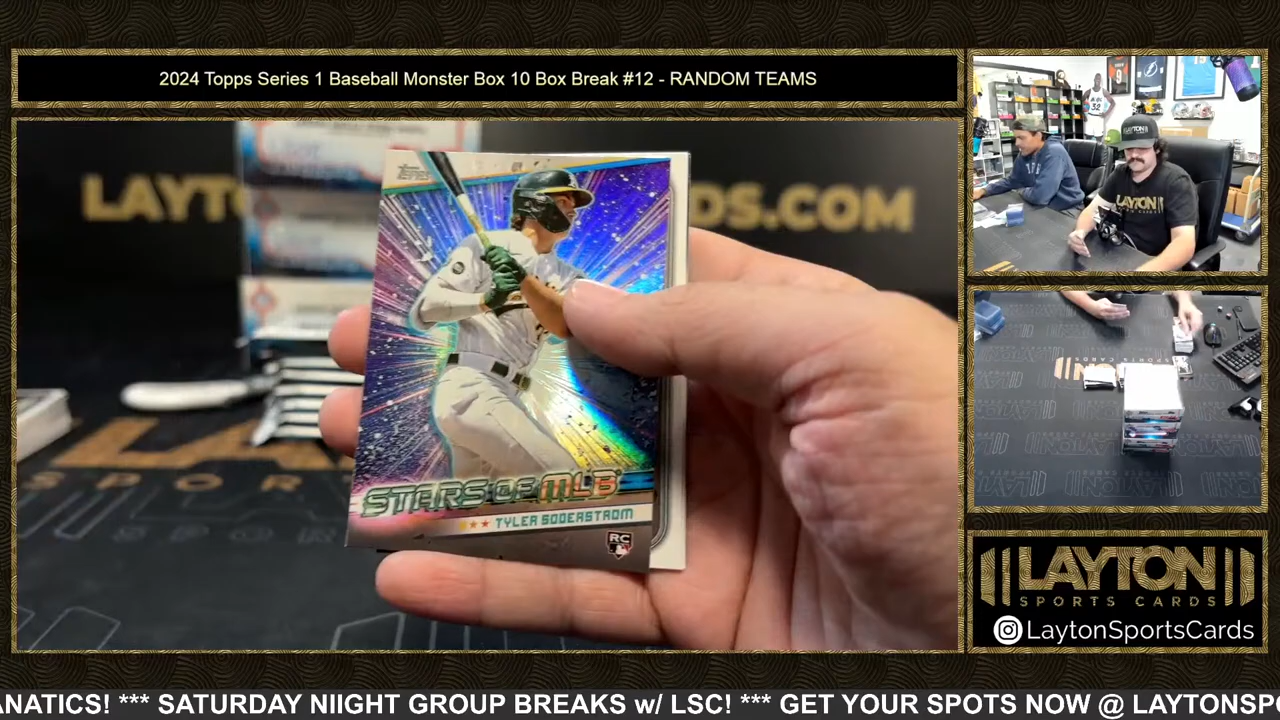 2024 Topps Series 1 Baseball Monster Box 10 Box Break #12 - RANDOM TEAMS
LAYTO
DS.COM
TOPPS
STARS OF MLB
TYLER SODERSTROM
RC
LAYTON
LAYTON
SPORTS CARDS
LaytonSportsCards
ANATICS! *** SATURDAY NIIGHT GROUP BREAKS w/ LSC! *** GET YOUR SPOTS NOW @ LAYTONSPO